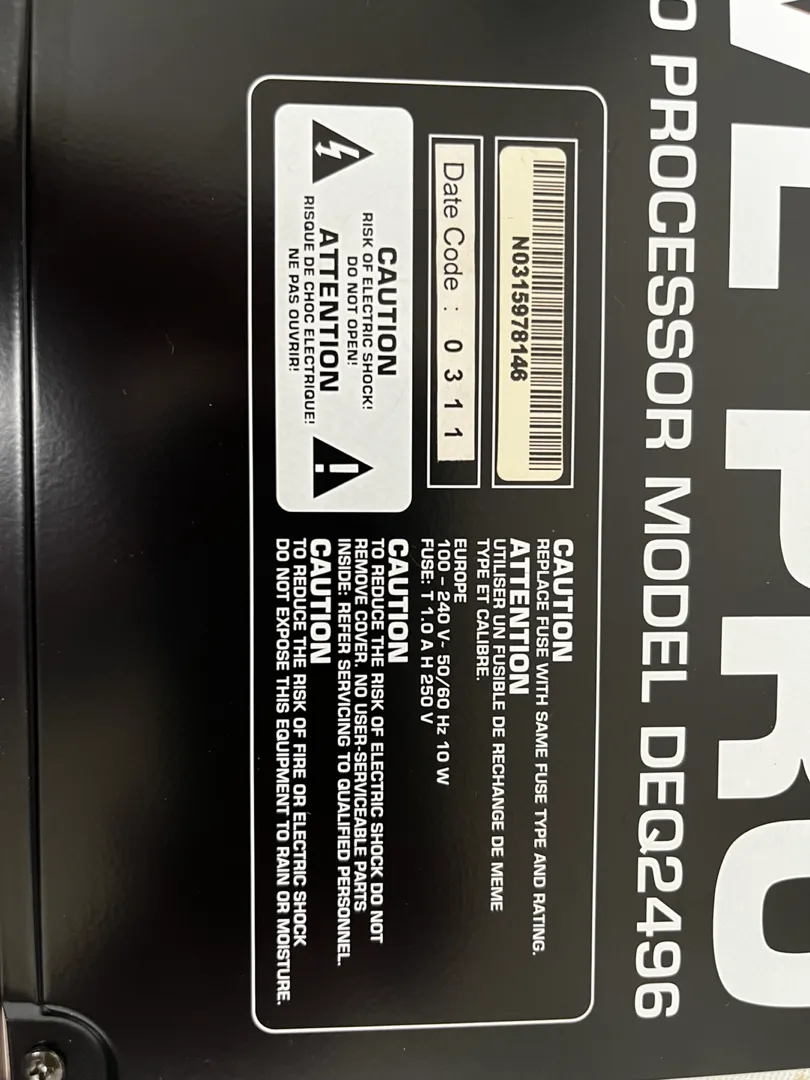 VE PRO
O PROCESSOR MODEL DEQ2496
N0315978146
Date Code : 0 3 1 1
CAUTION
RISK OF ELECTRIC SHOCK!
DO NOT OPEN!
ATTENTION
RISQUE DE CHOC ELECTRIQUE!
NE PAS OUVRIR!
CAUTION
REPLACE FUSE WITH SAME FUSE TYPE AND RATING.
ATTENTION
UTILISER UN FUSIBLE DE RECHANGE DE MEME
TYPE ET CALIBRE.
EUROPE
100 – 240 V~ 50/60 Hz 10 W
FUSE: T 1.0 A H 250 V
CAUTION
TO REDUCE THE RISK OF ELECTRIC SHOCK DO NOT
REMOVE COVER. NO USER-SERVICEABLE PARTS
INSIDE: REFER SERVICING TO QUALIFIED PERSONNEL.
CAUTION
TO REDUCE THE RISK OF FIRE OR ELECTRIC SHOCK
DO NOT EXPOSE THIS EQUIPMENT TO RAIN OR MOISTURE.